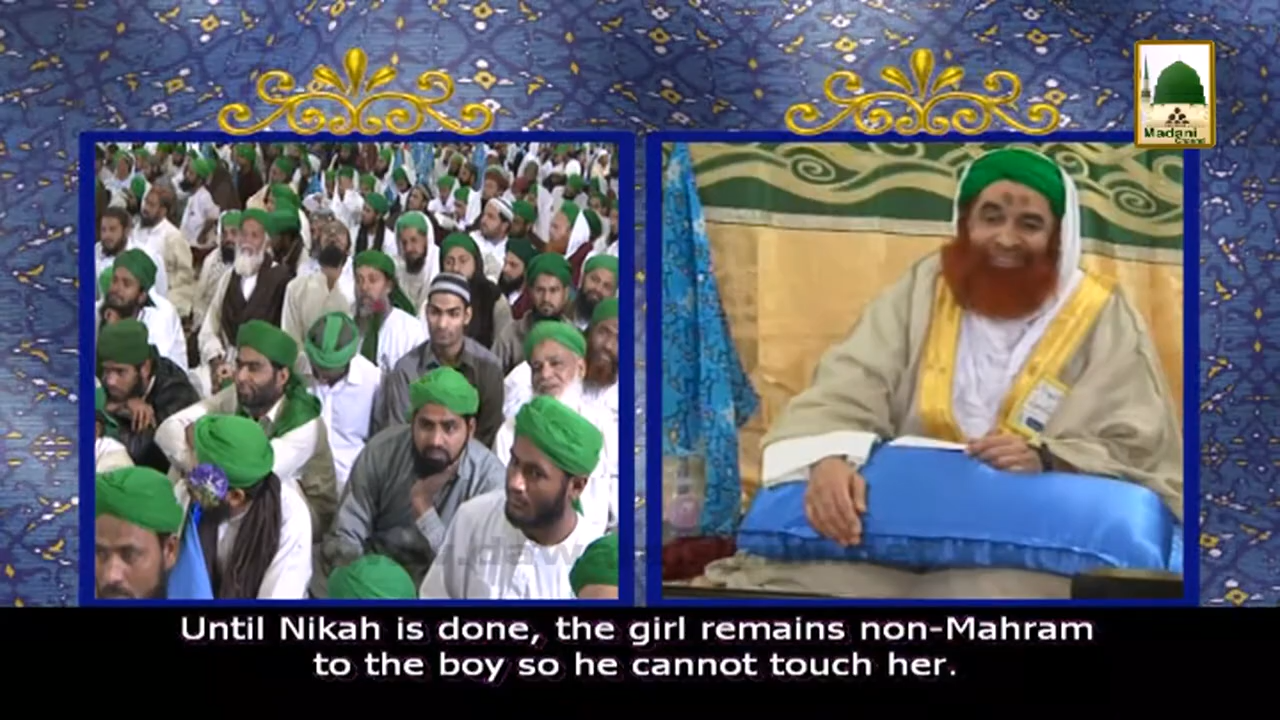 Madani
Until Nikah is done, the girl remains non-Mahram
to the boy so he cannot touch her.